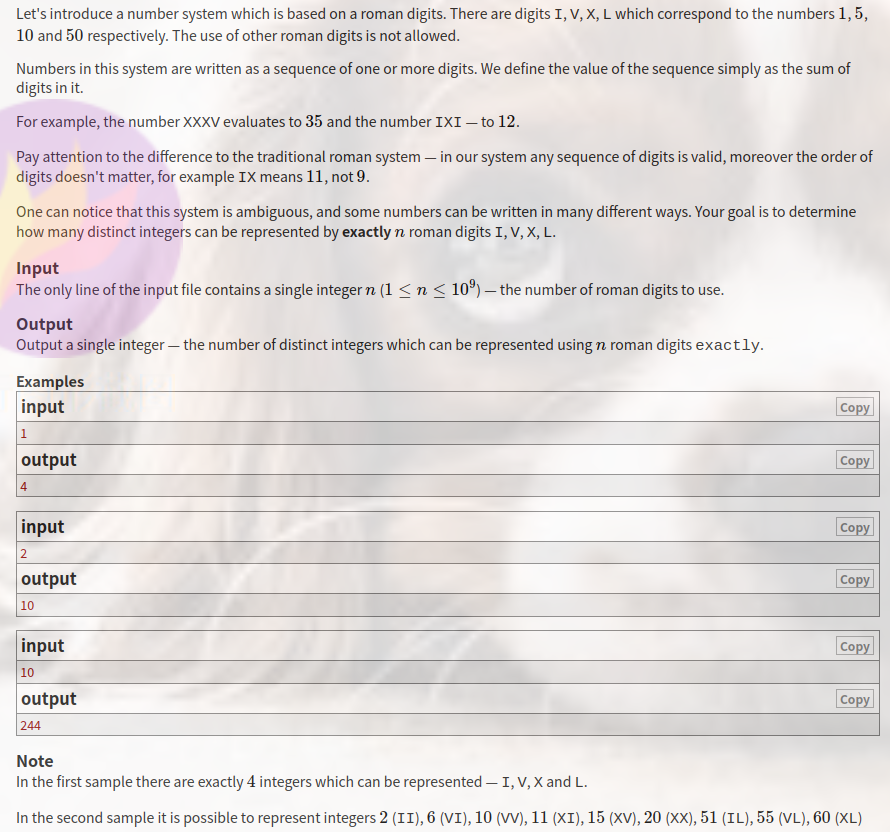 Let's introduce a number system which is based on a roman digits. There are digits I, V, X, L which correspond to the numbers 1, 5,
10 and 50 respectively. The use of other roman digits is not allowed.
Numbers in this system are written as a sequence of one or more digits. We define the value of the sequence simply as the sum of
digits in it.
For example, the number XXXV evaluates to 35 and the number IXI — to 12.
Pay attention to the difference to the traditional roman system — in our system any sequence of digits is valid, moreover the order of
digits doesn't matter, for example IX means 11, not 9.
One can notice that this system is ambiguous, and some numbers can be written in many different ways. Your goal is to determine
how many distinct integers can be represented by exactly n roman digits I, V, X, L.
Input
The only line of the input file contains a single integer n (1 ≤ n ≤ 10⁹) — the number of roman digits to use.
Output
Output a single integer — the number of distinct integers which can be represented using n roman digits exactly.
Examples
input
Copy
1
output
Copy
4
input
Copy
2
output
Copy
10
input
Copy
10
output
Copy
244
Note
In the first sample there are exactly 4 integers which can be represented — I, V, X and L.
In the second sample it is possible to represent integers 2 (II), 6 (VI), 10 (VV), 11 (XI), 15 (XV), 20 (XX), 51 (IL), 55 (VL), 60 (XL)